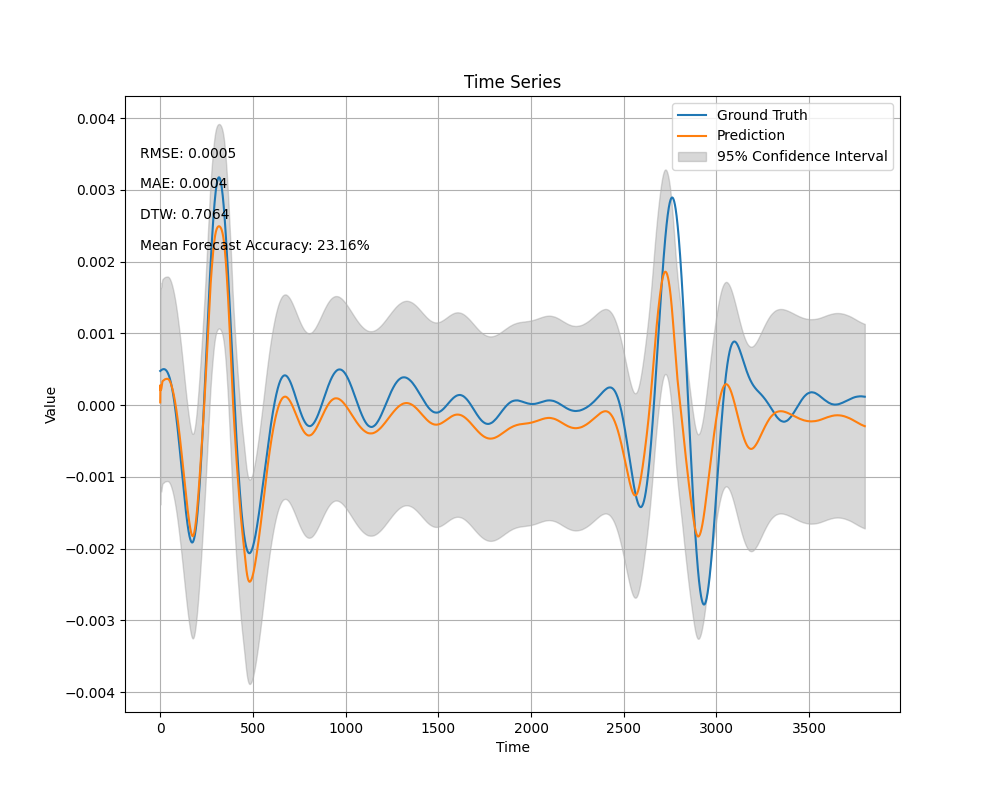 Time Series
Ground Truth
Prediction
95% Confidence Interval
RMSE: 0.0005
MAE: 0.0004
DTW: 0.7064
Mean Forecast Accuracy: 23.16%
0.004
0.003
0.002
0.001
0.000
−0.001
−0.002
−0.003
−0.004
Value
0 500 1000 1500 2000 2500 3000 3500
Time